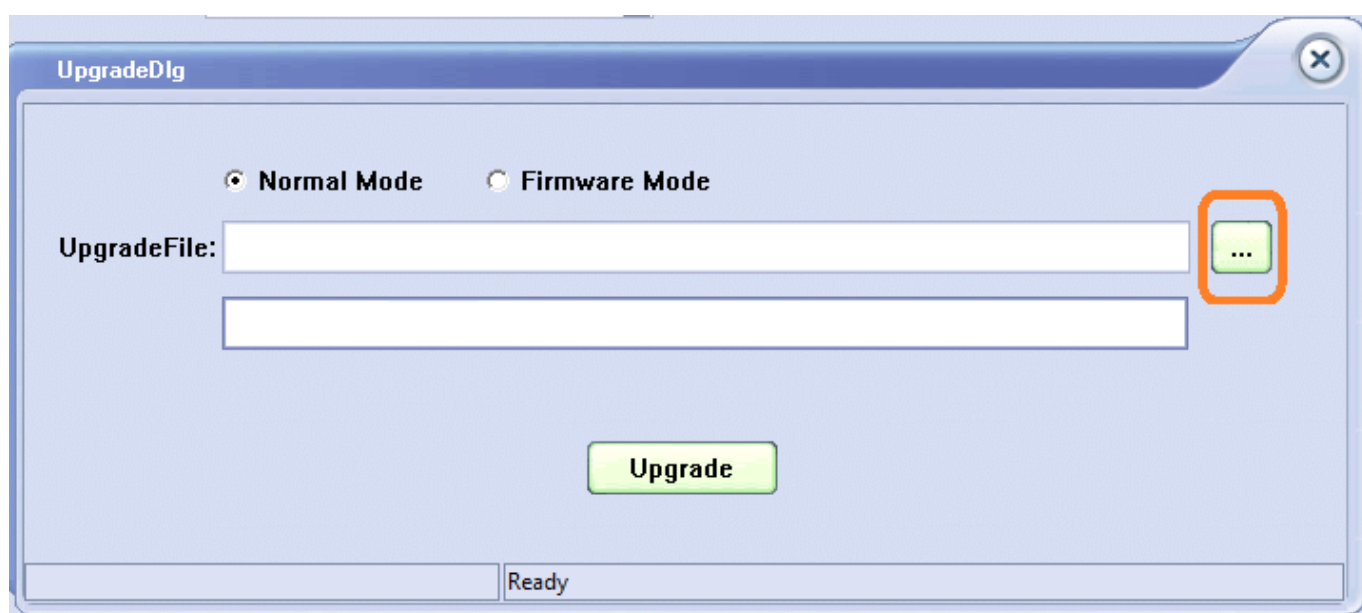 UpgradeDlg
Normal Mode Firmware Mode
UpgradeFile: ...
Upgrade
Ready